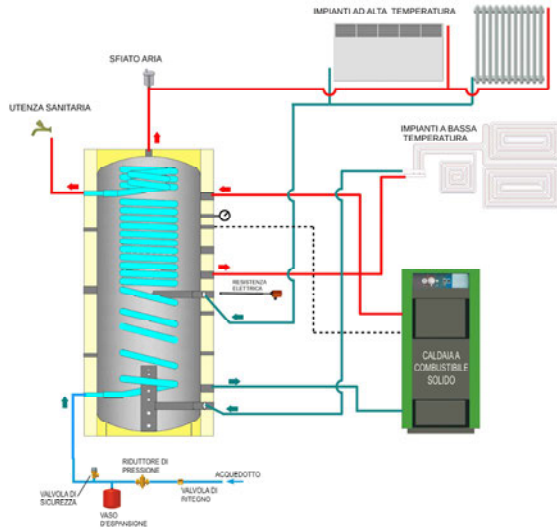 IMPIANTI AD ALTA TEMPERATURA
SFIATO ARIA
UTENZA SANITARIA
IMPIANTI A BASSA
TEMPERATURA
RESISTENZA
ELETTRICA
CALDAIA A
COMBUSTIBILE
SOLIDO
RIDUTTORE DI
PRESSIONE
ACQUEDOTTO
VALVOLA DI
SICUREZZA
VALVOLA DI
RITEGNO
VASO
D'ESPANSIONE